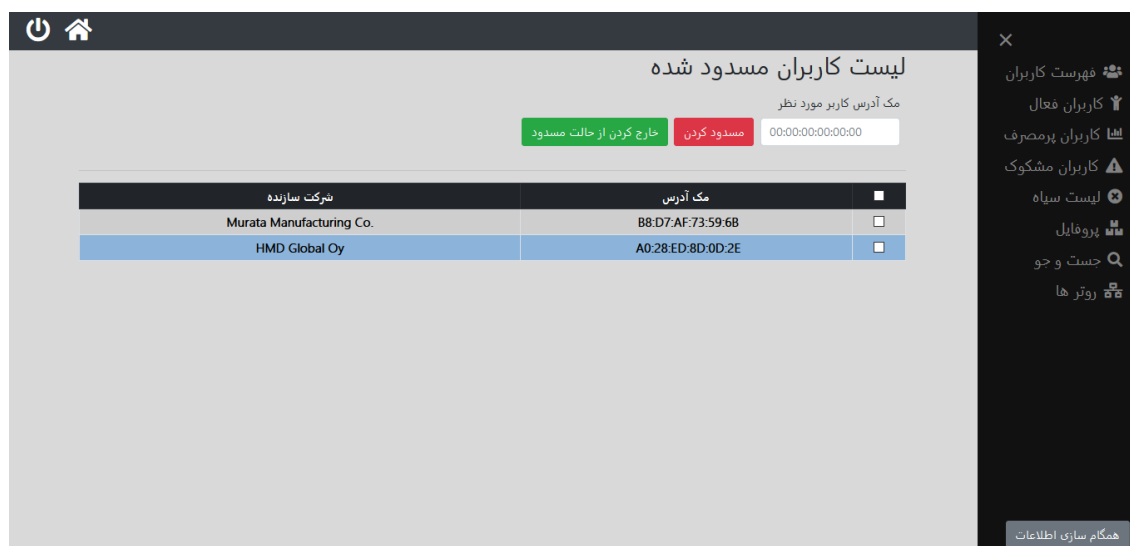 لیست کاربران مسدود شده
مک آدرس کاربر مورد نظر
00:00:00:00:00:00 مسدود کردن خارج کردن از حالت مسدود
مک آدرس شرکت سازنده
B8:D7:AF:73:59:6B Murata Manufacturing Co.
A0:28:ED:8D:0D:2E HMD Global Oy
فهرست کاربران
کاربران فعال
کاربران پرمصرف
کاربران مشکوک
لیست سیاه
پروفایل
جست و جو
روتر ها
همگام سازی اطلاعات